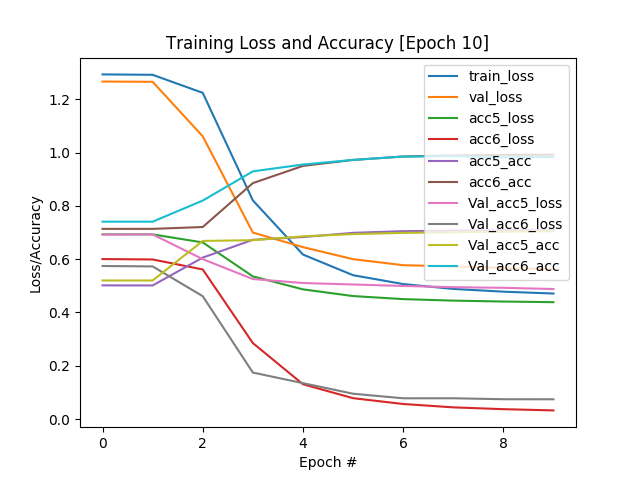 Training Loss and Accuracy [Epoch 10]
Loss/Accuracy
1.2
1.0
0.8
0.6
0.4
0.2
0.0
train_loss
val_loss
acc5_loss
acc6_loss
acc5_acc
acc6_acc
Val_acc5_loss
Val_acc6_loss
Val_acc5_acc
Val_acc6_acc
0 2 4 6 8
Epoch #